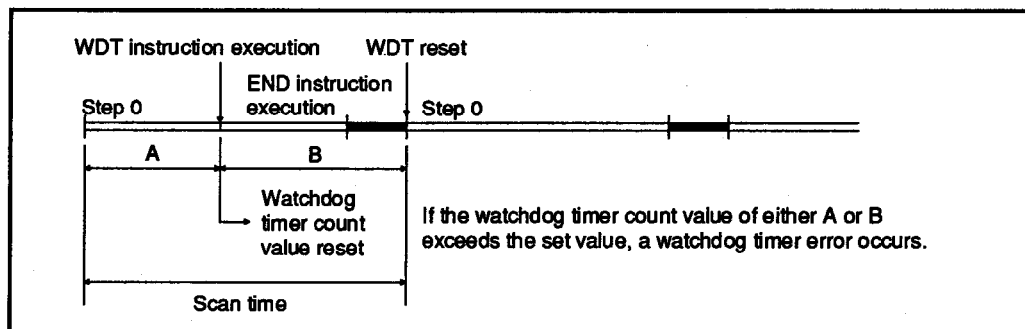 WDT instruction execution
WDT reset
END instruction
execution
Step 0
Step 0
A
B
Watchdog
timer count
value reset
If the watchdog timer count value of either A or B
exceeds the set value, a watchdog timer error occurs.
Scan time